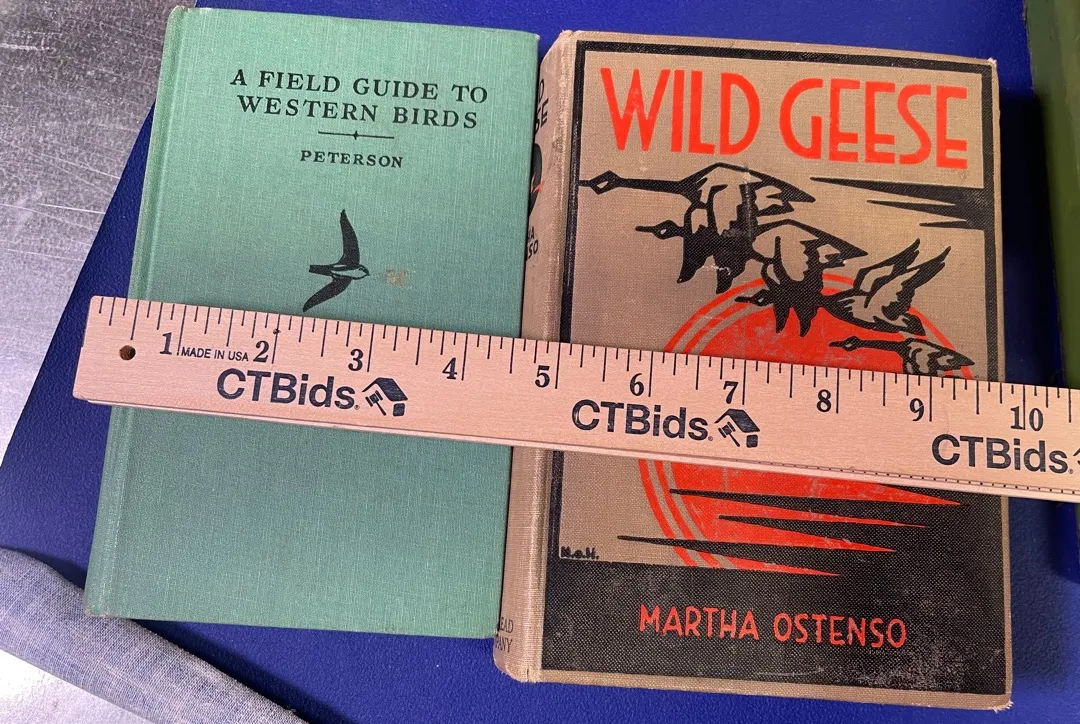 A FIELD GUIDE TO
WESTERN BIRDS
PETERSON
WILD GEESE
1 MADE IN USA 2 3 4 5 6 7 8 9 10
CTBids® CTBids® CTBids®
N.O.H.
MARTHA OSTENSO